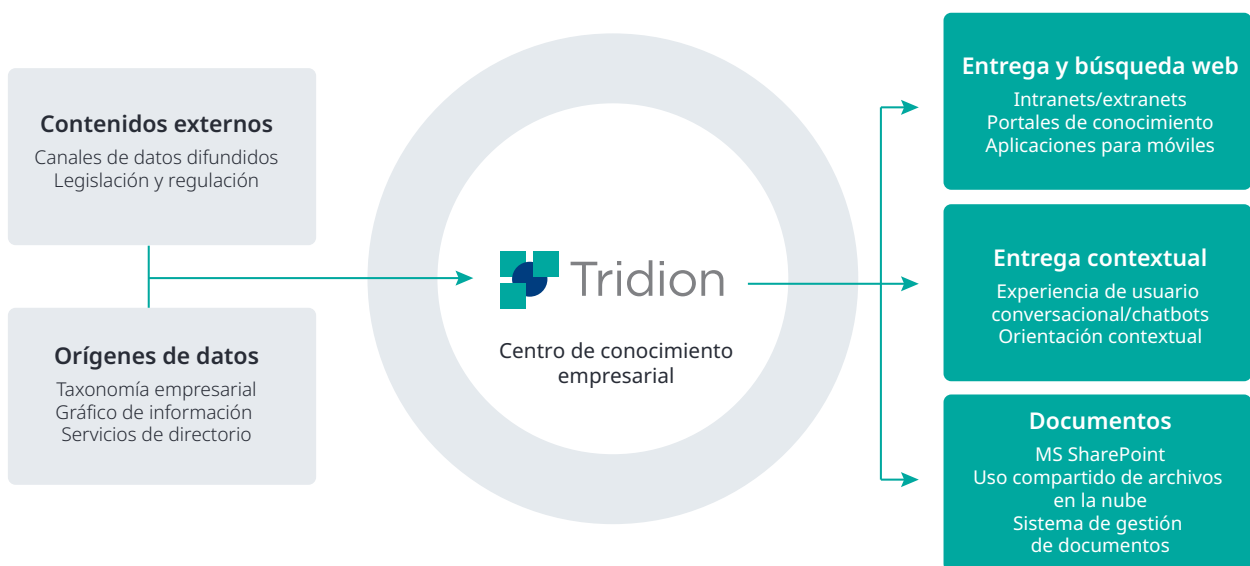 Contenidos externos
Canales de datos difundidos
Legislación y regulación
Orígenes de datos
Taxonomía empresarial
Gráfico de información
Servicios de directorio
Tridion
Centro de conocimiento
empresarial
Entrega y búsqueda web
Intranets/extranets
Portales de conocimiento
Aplicaciones para móviles
Entrega contextual
Experiencia de usuario
conversacional/chatbots
Orientación contextual
Documentos
MS SharePoint
Uso compartido de archivos
en la nube
Sistema de gestión
de documentos